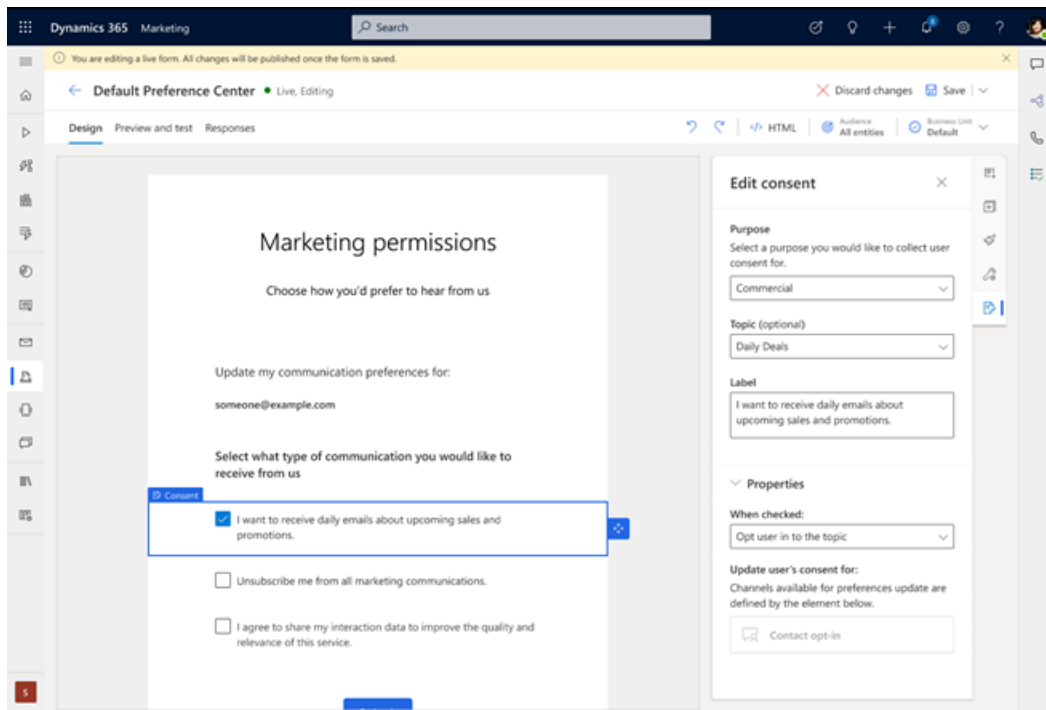 Dynamics 365 Marketing
Search
?
You are editing a live form. All changes will be published once the form is saved.
Default Preference Center • Live, Editing
Discard changes
Save
Design Preview and test Responses
</> HTML
Audience
All entities
Business Unit
Default
Marketing permissions
Choose how you'd prefer to hear from us
Update my communication preferences for:
someone@example.com
Select what type of communication you would like to
receive from us
Consent
I want to receive daily emails about upcoming sales and
promotions.
Unsubscribe me from all marketing communications.
I agree to share my interaction data to improve the quality and
relevance of this service.
Edit consent
Purpose
Select a purpose you would like to collect user
consent for.
Commercial
Topic (optional)
Daily Deals
Label
I want to receive daily emails about
upcoming sales and promotions.
Properties
When checked:
Opt user in to the topic
Update user's consent for:
Channels available for preferences update are
defined by the element below.
Contact opt-in
S